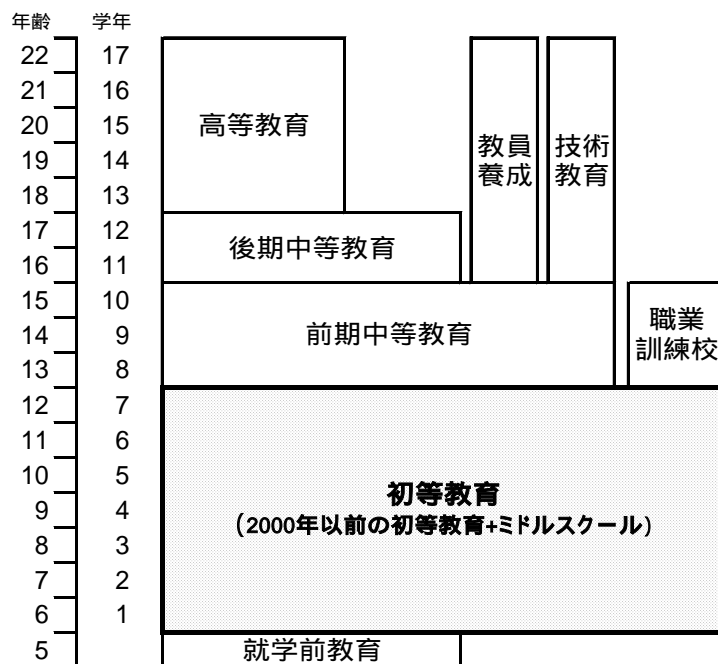 年齢 学年
22 17
21 16
20 15
19 14
18 13
17 12
16 11
15 10
14 9
13 8
12 7
11 6
10 5
9 4
8 3
7 2
6 1
5
高等教育
教員
養成
技術
教育
後期中等教育
前期中等教育
職業
訓練校
初等教育
(2000年以前の初等教育+ミドルスクール)
就学前教育